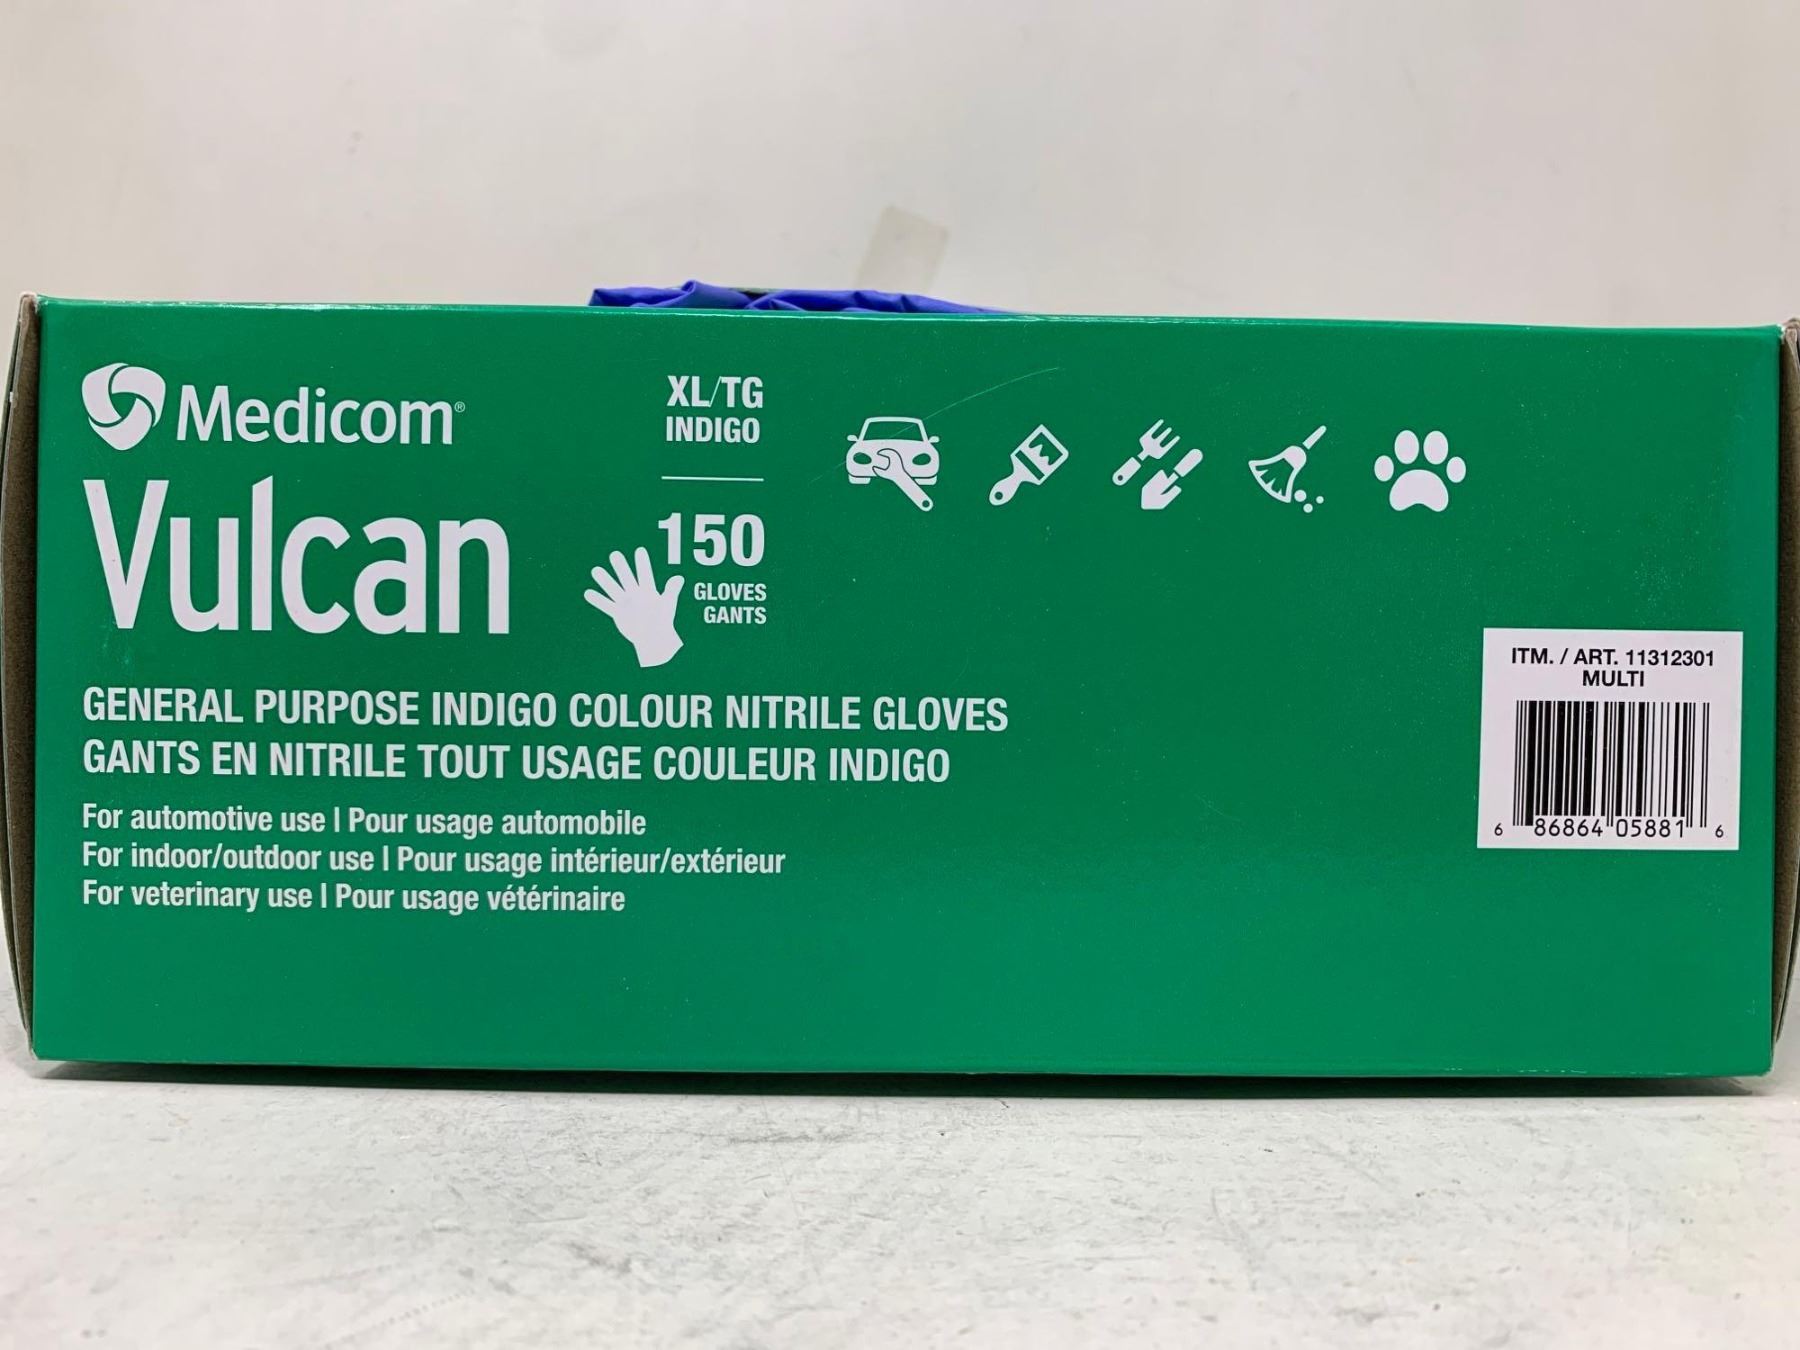 Medicom®
Vulcan
XL/TG
INDIGO
150
GLOVES
GANTS
GENERAL PURPOSE INDIGO COLOUR NITRILE GLOVES
GANTS EN NITRILE TOUT USAGE COULEUR INDIGO
For automotive use | Pour usage automobile
For indoor/outdoor use | Pour usage intérieur/extérieur
For veterinary use | Pour usage vétérinaire
ITM. / ART. 11312301
MULTI
6 86864 05881 6